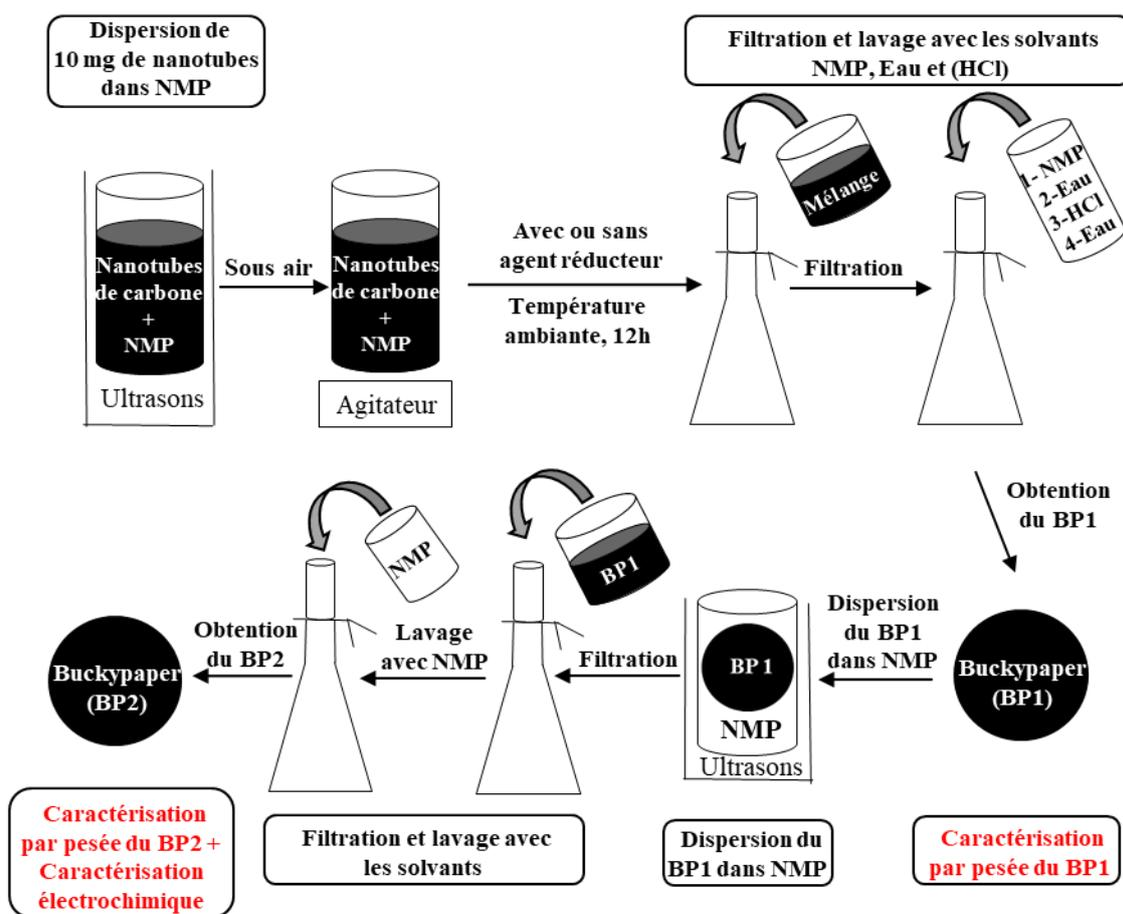 Dispersion de
10 mg de nanotubes
dans NMP
Filtration et lavage avec les solvants
NMP, Eau et (HCl)
Nanotubes
de carbone
+
NMP
Ultrasons
Sous air
Nanotubes
de carbone
+
NMP
Agitateur
Avec ou sans
agent réducteur
Température
ambiante, 12h
Mélange
Filtration
1- NMP
2-Eau
3-HCl
4-Eau
Obtention
du BP1
Buckypaper
(BP1)
Caractérisation
par pesée du BP1
Dispersion
du BP1
dans NMP
BP1
NMP
Ultrasons
Dispersion du
BP1 dans NMP
Filtration
BP1
Lavage
avec NMP
NMP
Filtration et lavage avec
les solvants
Obtention
du BP2
Buckypaper
(BP2)
Caractérisation
par pesée du BP2 +
Caractérisation
électrochimique